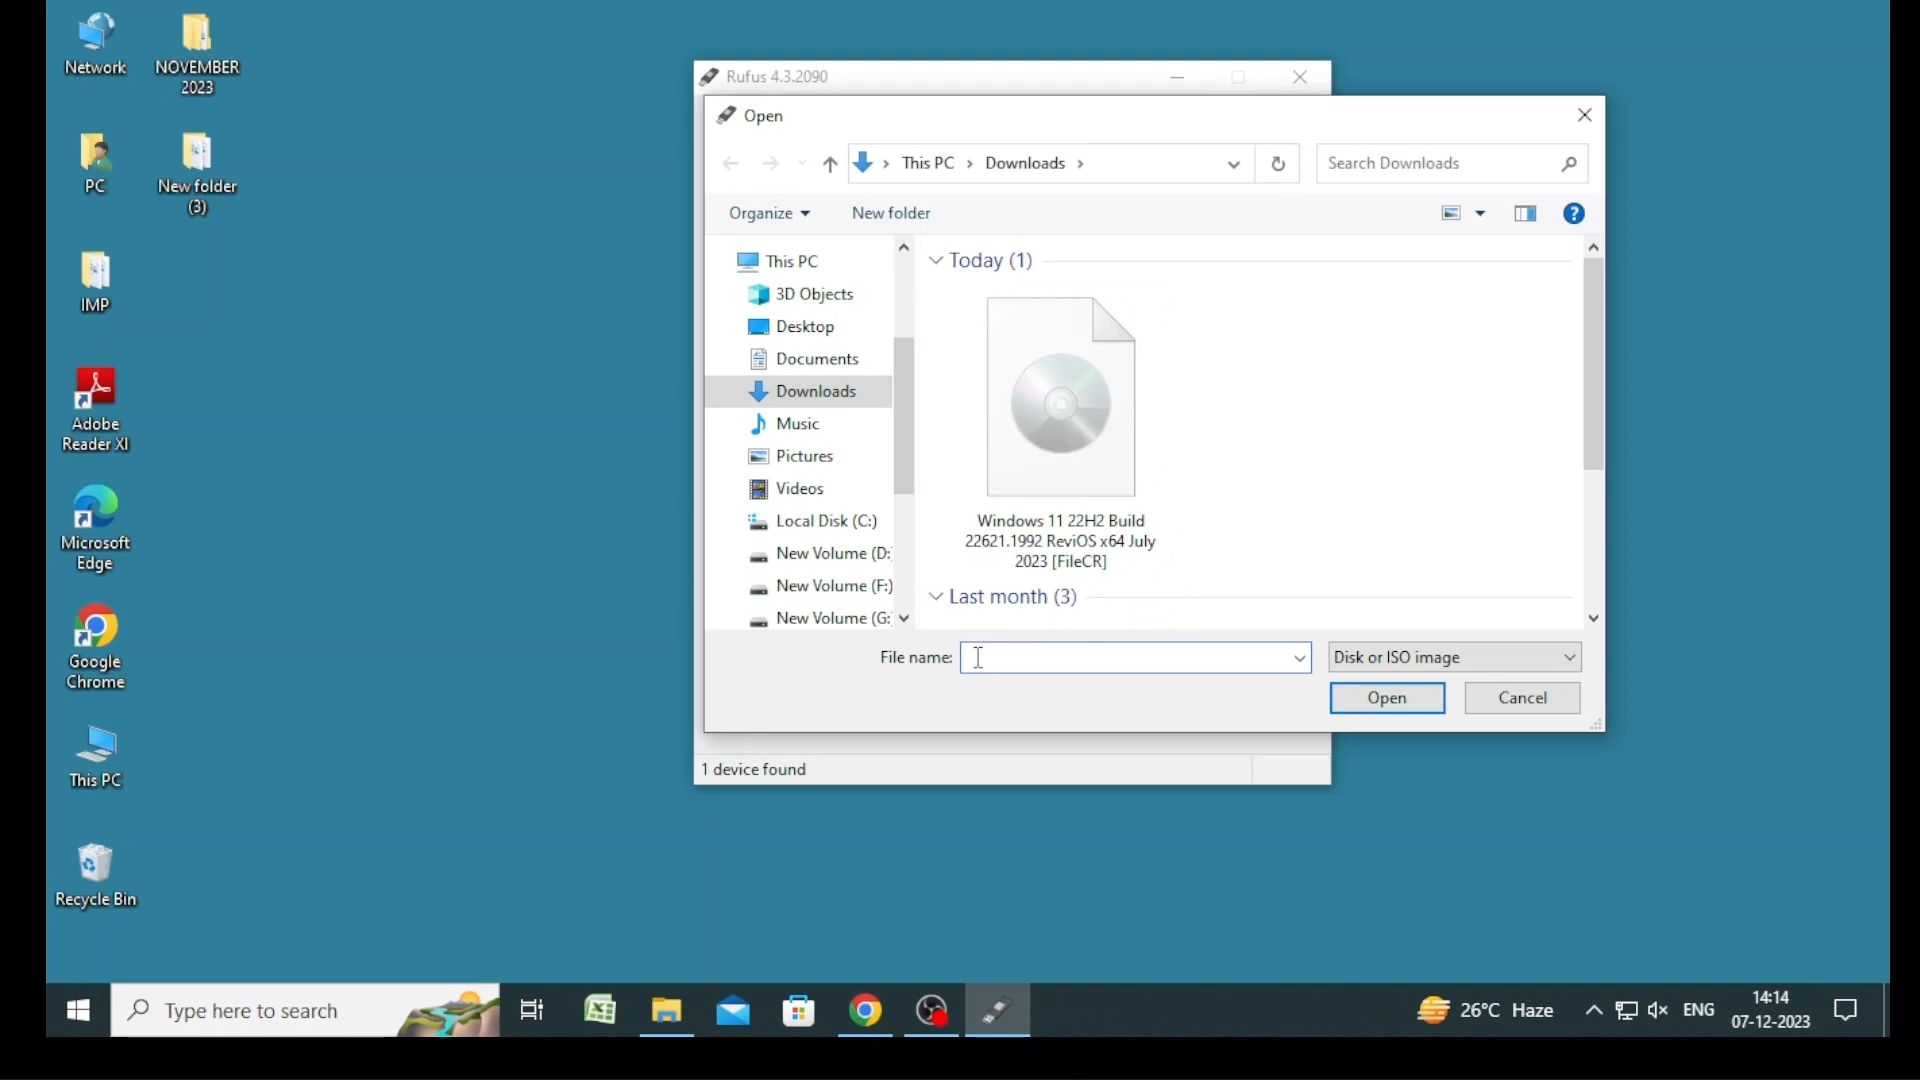 Network
NOVEMBER
2023
PC
New folder
(3)
IMP
Adobe
Reader XI
Microsoft
Edge
Google
Chrome
This PC
Recycle Bin
Rufus 4.3.2090
Open
This PC > Downloads >
Search Downloads
Organize
New folder
This PC
3D Objects
Desktop
Documents
Downloads
Music
Pictures
Videos
Local Disk (C:)
New Volume (D:
New Volume (F:)
New Volume (G:
Today (1)
Windows 11 22H2 Build
22621.1992 ReviOS x64 July
2023 [FileCR]
Last month (3)
File name:
Disk or ISO image
Open
Cancel
1 device found
Type here to search
26°C Haze
ENG
14:14
07-12-2023